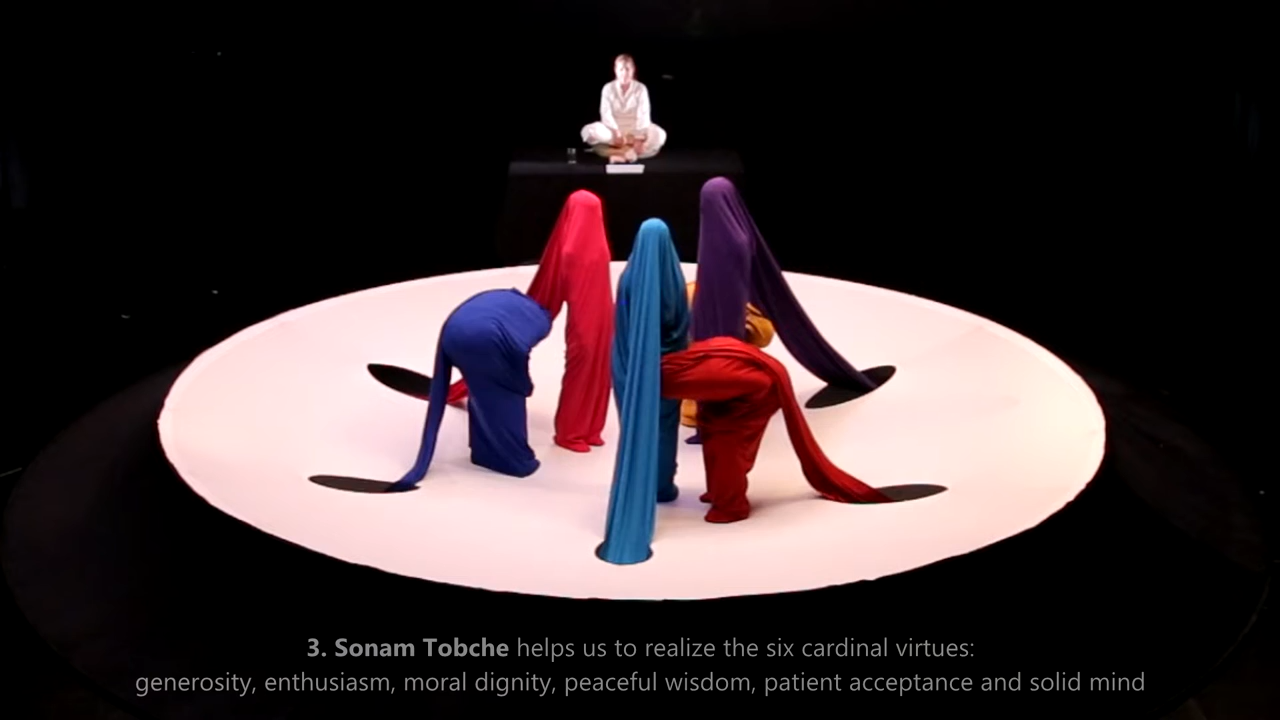 3. Sonam Tobche helps us to realize the six cardinal virtues:
generosity, enthusiasm, moral dignity, peaceful wisdom, patient acceptance and solid mind